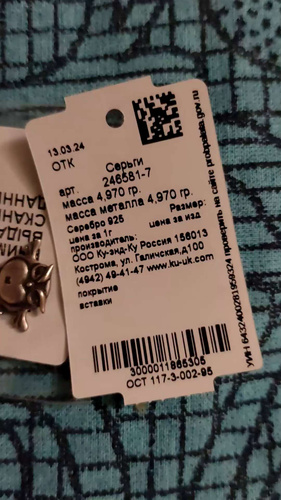 13.03.24
ОТК
Серьги
арт. 246581-7
масса 4,970 гр.
масса металла 4,970 гр.
Серебро 925 Размер:
цена за 1г цена за изд
производитель:
ООО Ку-энд-Ку Россия 156013
Кострома, ул. Галичская,д100
(4942) 49-41-47 www.ku-uk.com
покрытие
вставки
3000011865305
ОСТ 117-3-002-95
УИН 6432400281959324 проверить на сайте probpalata.gov.ru